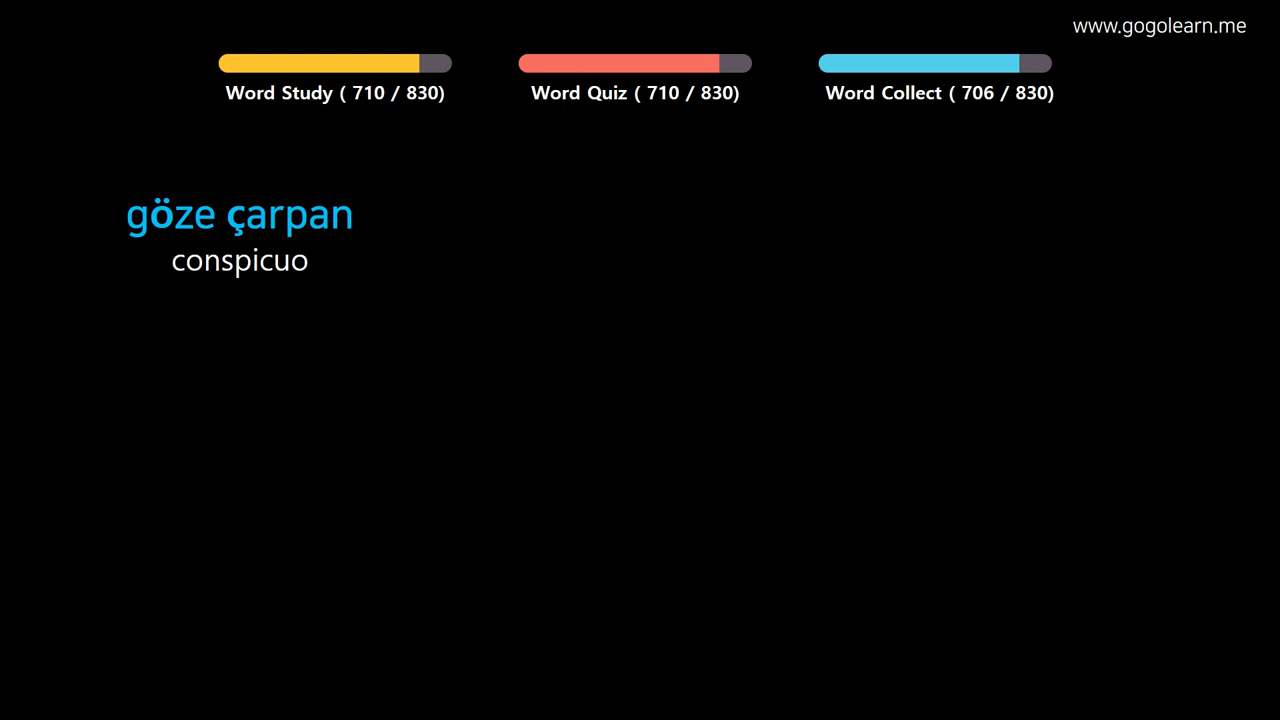 www.gogolearn.me
Word Study ( 710 / 830)
Word Quiz ( 710 / 830)
Word Collect ( 706 / 830)
göze çarpan
conspicuo